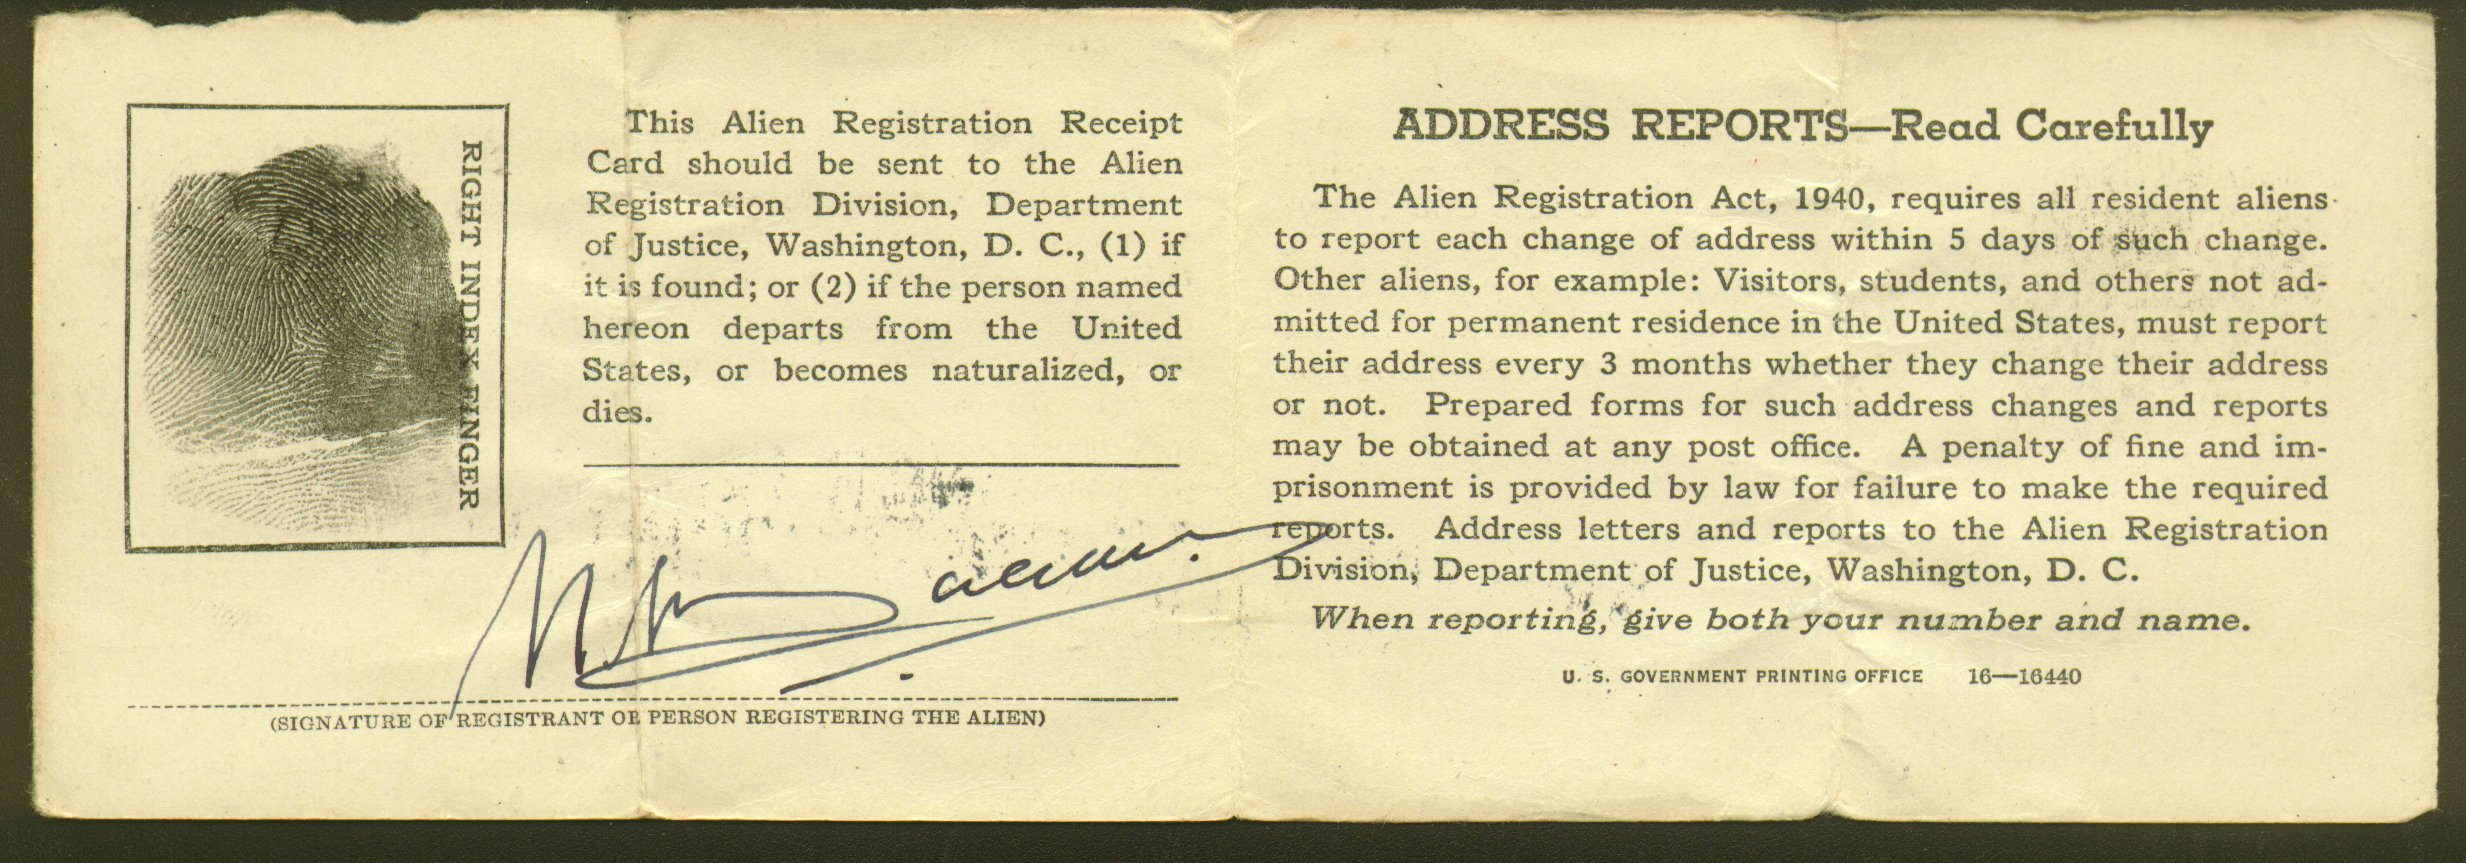 RIGHT INDEX FINGER
This Alien Registration Receipt
Card should be sent to the Alien
Registration Division, Department
of Justice, Washington, D. C., (1) if
it is found; or (2) if the person named
hereon departs from the United
States, or becomes naturalized, or
dies.
(SIGNATURE OF REGISTRANT OR PERSON REGISTERING THE ALIEN)
ADDRESS REPORTS—Read Carefully
The Alien Registration Act, 1940, requires all resident aliens
to report each change of address within 5 days of such change.
Other aliens, for example: Visitors, students, and others not ad-
mitted for permanent residence in the United States, must report
their address every 3 months whether they change their address
or not. Prepared forms for such address changes and reports
may be obtained at any post office. A penalty of fine and im-
prisonment is provided by law for failure to make the required
reports. Address letters and reports to the Alien Registration
Division, Department of Justice, Washington, D. C.
When reporting, give both your number and name.
U. S. GOVERNMENT PRINTING OFFICE 16—16440